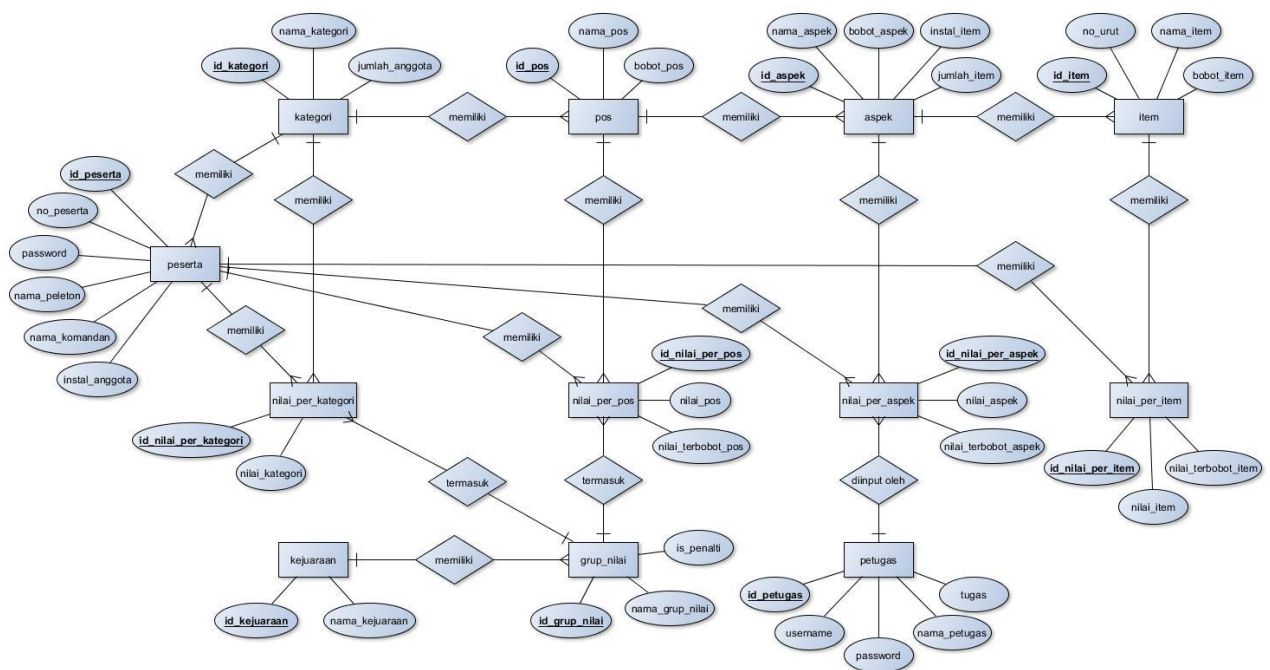 nama_kategori
nama_pos
nama_aspek
bobot_aspek
instal_item
no_urut
nama_item
id_kategori
jumlah_anggota
id_pos
bobot_pos
id_aspek
jumlah_item
id_item
bobot_item
kategori
memiliki
pos
memiliki
aspek
memiliki
item
id_peserta
memiliki
memiliki
memiliki
memiliki
memiliki
no_peserta
password
peserta
memiliki
nama_peleton
nama_komandan
memiliki
memiliki
memiliki
instal_anggota
id_nilai_per_pos
id_nilai_per_aspek
nilai_per_kategori
nilai_per_pos
nilai_pos
nilai_per_aspek
nilai_aspek
nilai_per_item
id_nilai_per_kategori
nilai_terbobot_pos
nilai_terbobot_aspek
id_nilai_per_item
nilai_terbobot_item
nilai_kategori
termasuk
termasuk
diinput oleh
nilai_item
is_penalti
kejuaraan
memiliki
grup_nilai
petugas
id_petugas
tugas
id_kejuaraan
nama_kejuaraan
id_grup_nilai
nama_grup_nilai
username
nama_petugas
password